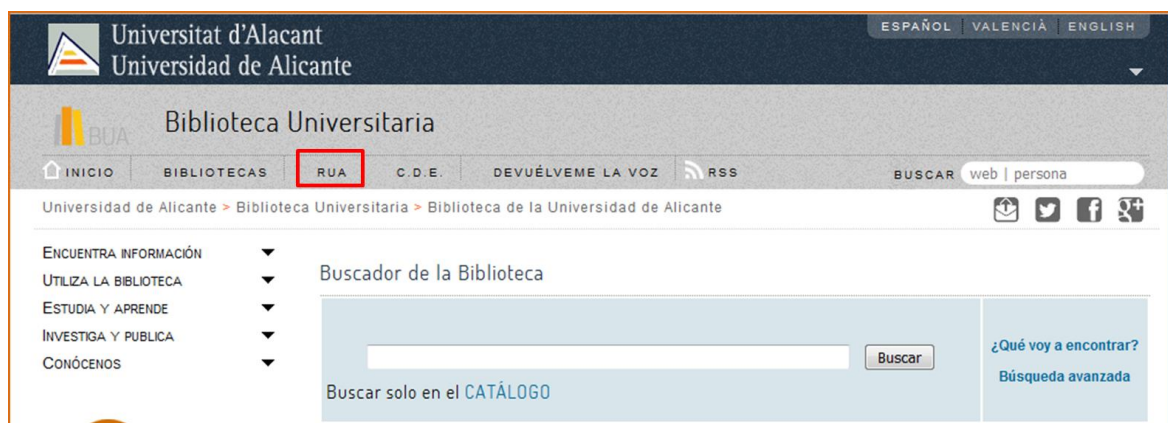 Universitat d'Alacant
Universidad de Alicante
ESPAÑOL VALENCIÀ ENGLISH
BUA
Biblioteca Universitaria
INICIO BIBLIOTECAS RUA C.D.E. DEVUÉLVEME LA VOZ RSS BUSCAR web | persona
Universidad de Alicante > Biblioteca Universitaria > Biblioteca de la Universidad de Alicante
ENCUENTRA INFORMACIÓN
UTILIZA LA BIBLIOTECA
ESTUDIA Y APRENDE
INVESTIGA Y PUBLICA
CONÓCENOS
Buscador de la Biblioteca
Buscar
Buscar solo en el CATÁLOGO
¿Qué voy a encontrar?
Búsqueda avanzada